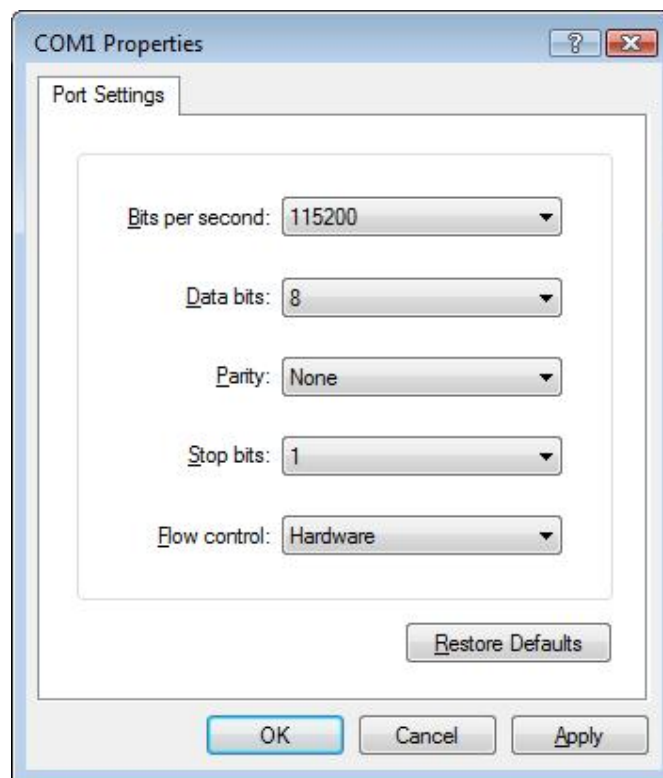 COM1 Properties
?
Port Settings
Bits per second: 115200
Data bits: 8
Parity: None
Stop bits: 1
Flow control: Hardware
Restore Defaults
OK Cancel Apply